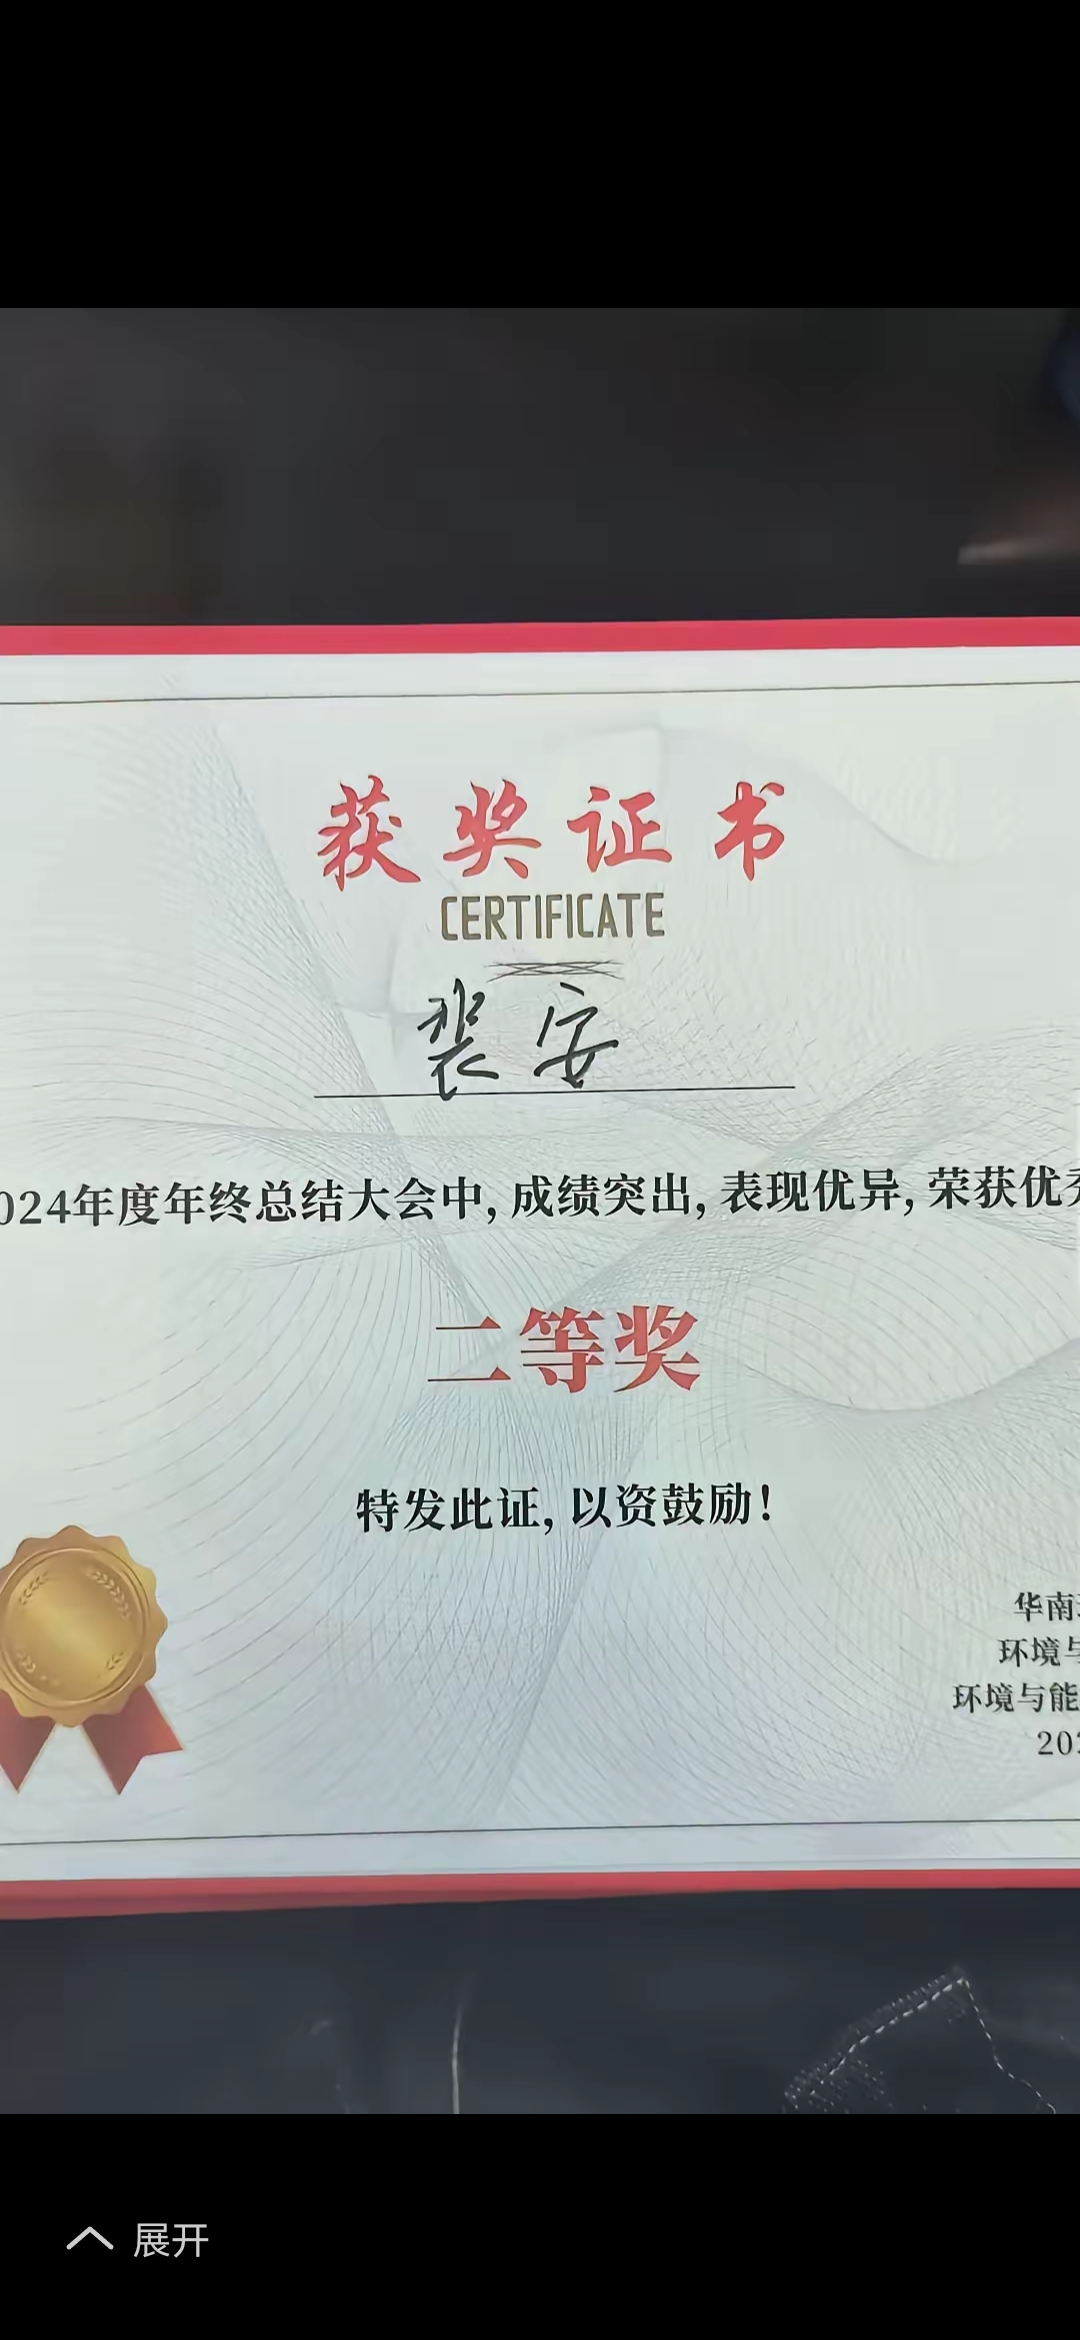 获奖证书
CERTIFICATE
裴安
024年度年终总结大会中,成绩突出,表现优异,荣获优秀
二等奖
特发此证,以资鼓励!
华南
环境与
环境与能
202
展开